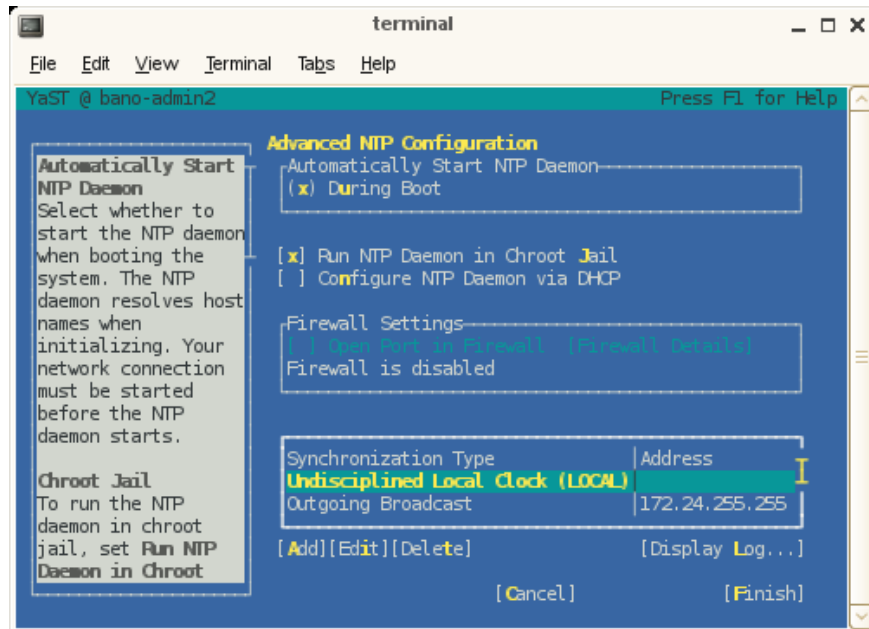 terminal
File Edit View Terminal Tabs Help
YaST @ bano-admin2 Press F1 for Help
Automatically Start
NTP Daemon
Select whether to
start the NTP daemon
when booting the
system. The NTP
daemon resolves host
names when
initializing. Your
network connection
must be started
before the NTP
daemon starts.
Chroot Jail
To run the NTP
daemon in chroot
jail, set Run NTP
Daemon in Chroot
Advanced NTP Configuration
Automatically Start NTP Daemon
(x) During Boot
[x] Run NTP Daemon in Chroot Jail
[ ] Configure NTP Daemon via DHCP
Firewall Settings
[ ] Open Port in Firewall [Firewall Details]
Firewall is disabled
Synchronization Type |Address
Undisciplined Local Clock (LOCAL)|
Outgoing Broadcast |172.24.255.255
[Add][Edit][Delete] [Display Log...]
[Cancel] [Finish]